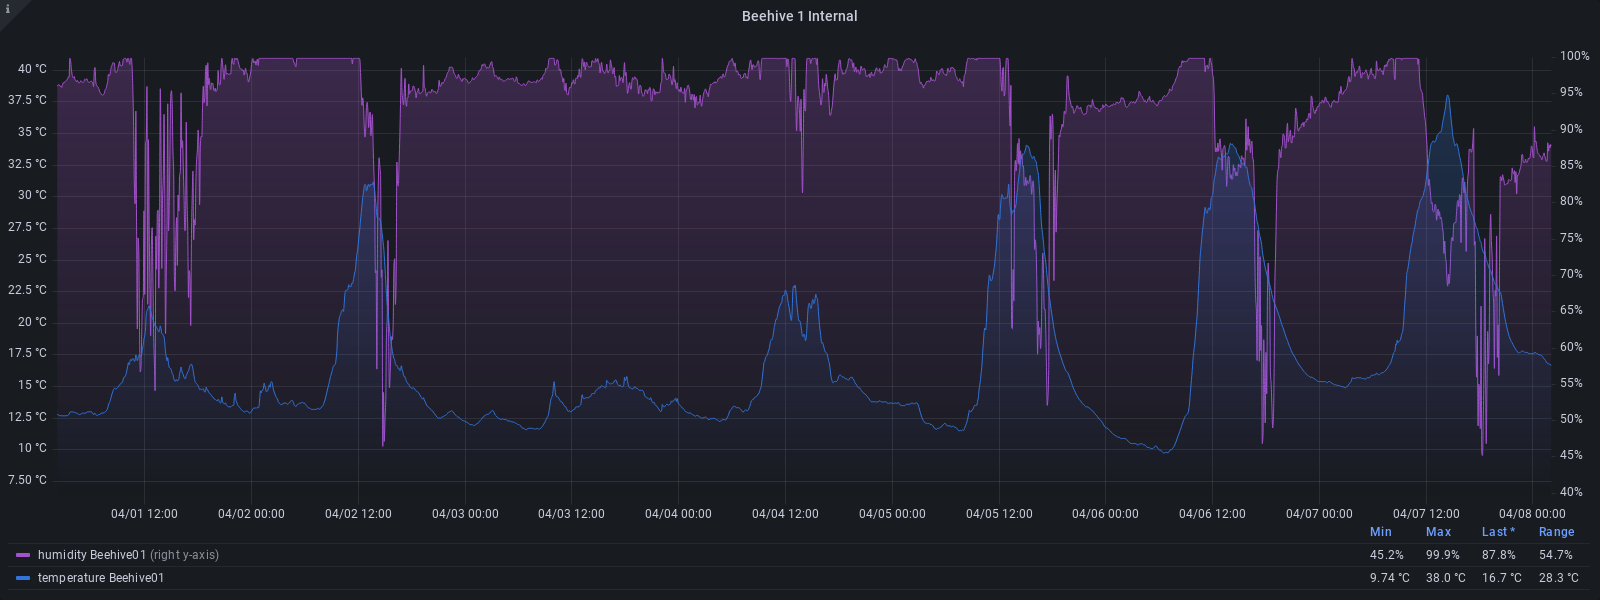 i
Beehive 1 Internal
40 °C
37.5 °C
35 °C
32.5 °C
30 °C
27.5 °C
25 °C
22.5 °C
20 °C
17.5 °C
15 °C
12.5 °C
10 °C
7.50 °C
100%
95%
90%
85%
80%
75%
70%
65%
60%
55%
50%
45%
40%
04/01 12:00 04/02 00:00 04/02 12:00 04/03 00:00 04/03 12:00 04/04 00:00 04/04 12:00 04/05 00:00 04/05 12:00 04/06 00:00 04/06 12:00 04/07 00:00 04/07 12:00 04/08 00:00
Min Max Last * Range
humidity Beehive01 (right y-axis) 45.2% 99.9% 87.8% 54.7%
temperature Beehive01 9.74 °C 38.0 °C 16.7 °C 28.3 °C